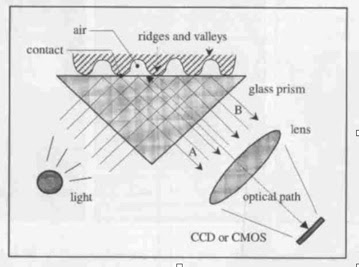 air
ridges and valleys
contact
glass prism
B
lens
A
light
optical path
CCD or CMOS